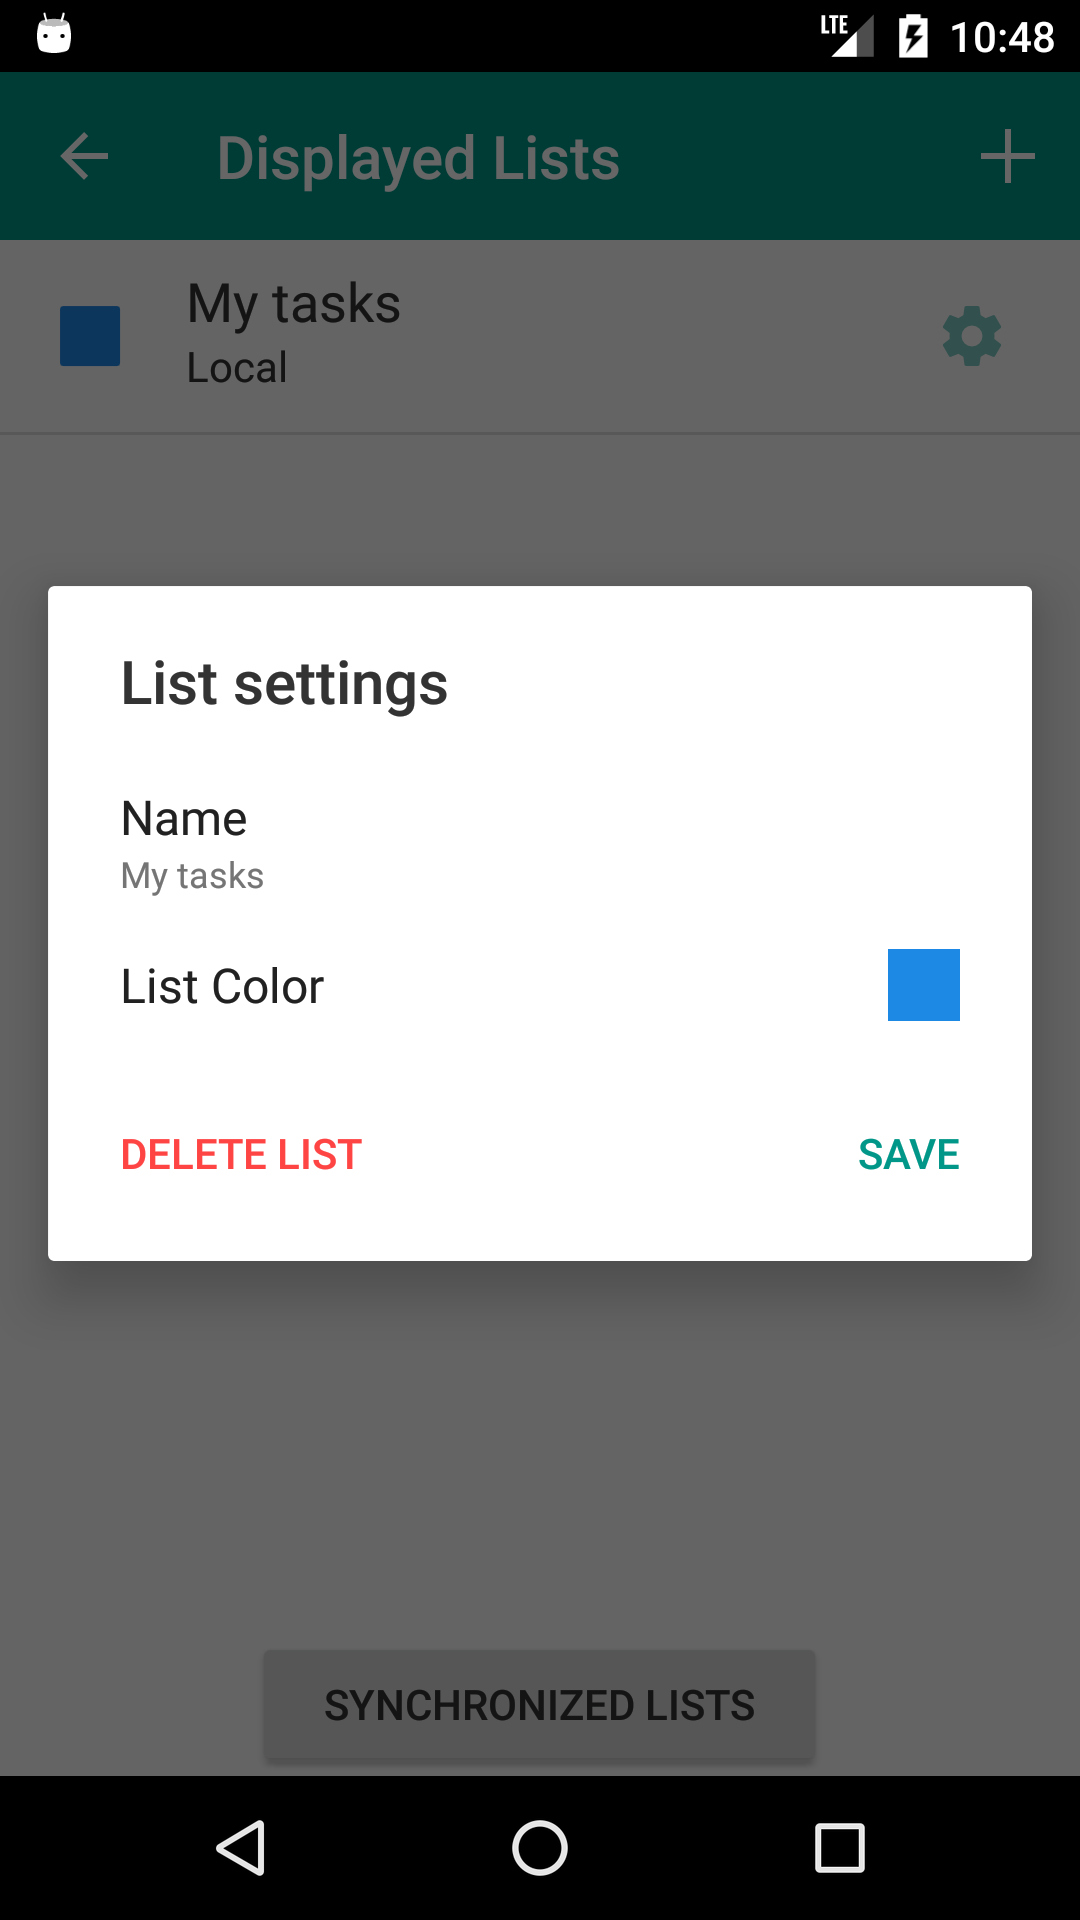 LTE 10:48
Displayed Lists
My tasks
Local
List settings
Name
My tasks
List Color
DELETE LIST SAVE
SYNCHRONIZED LISTS